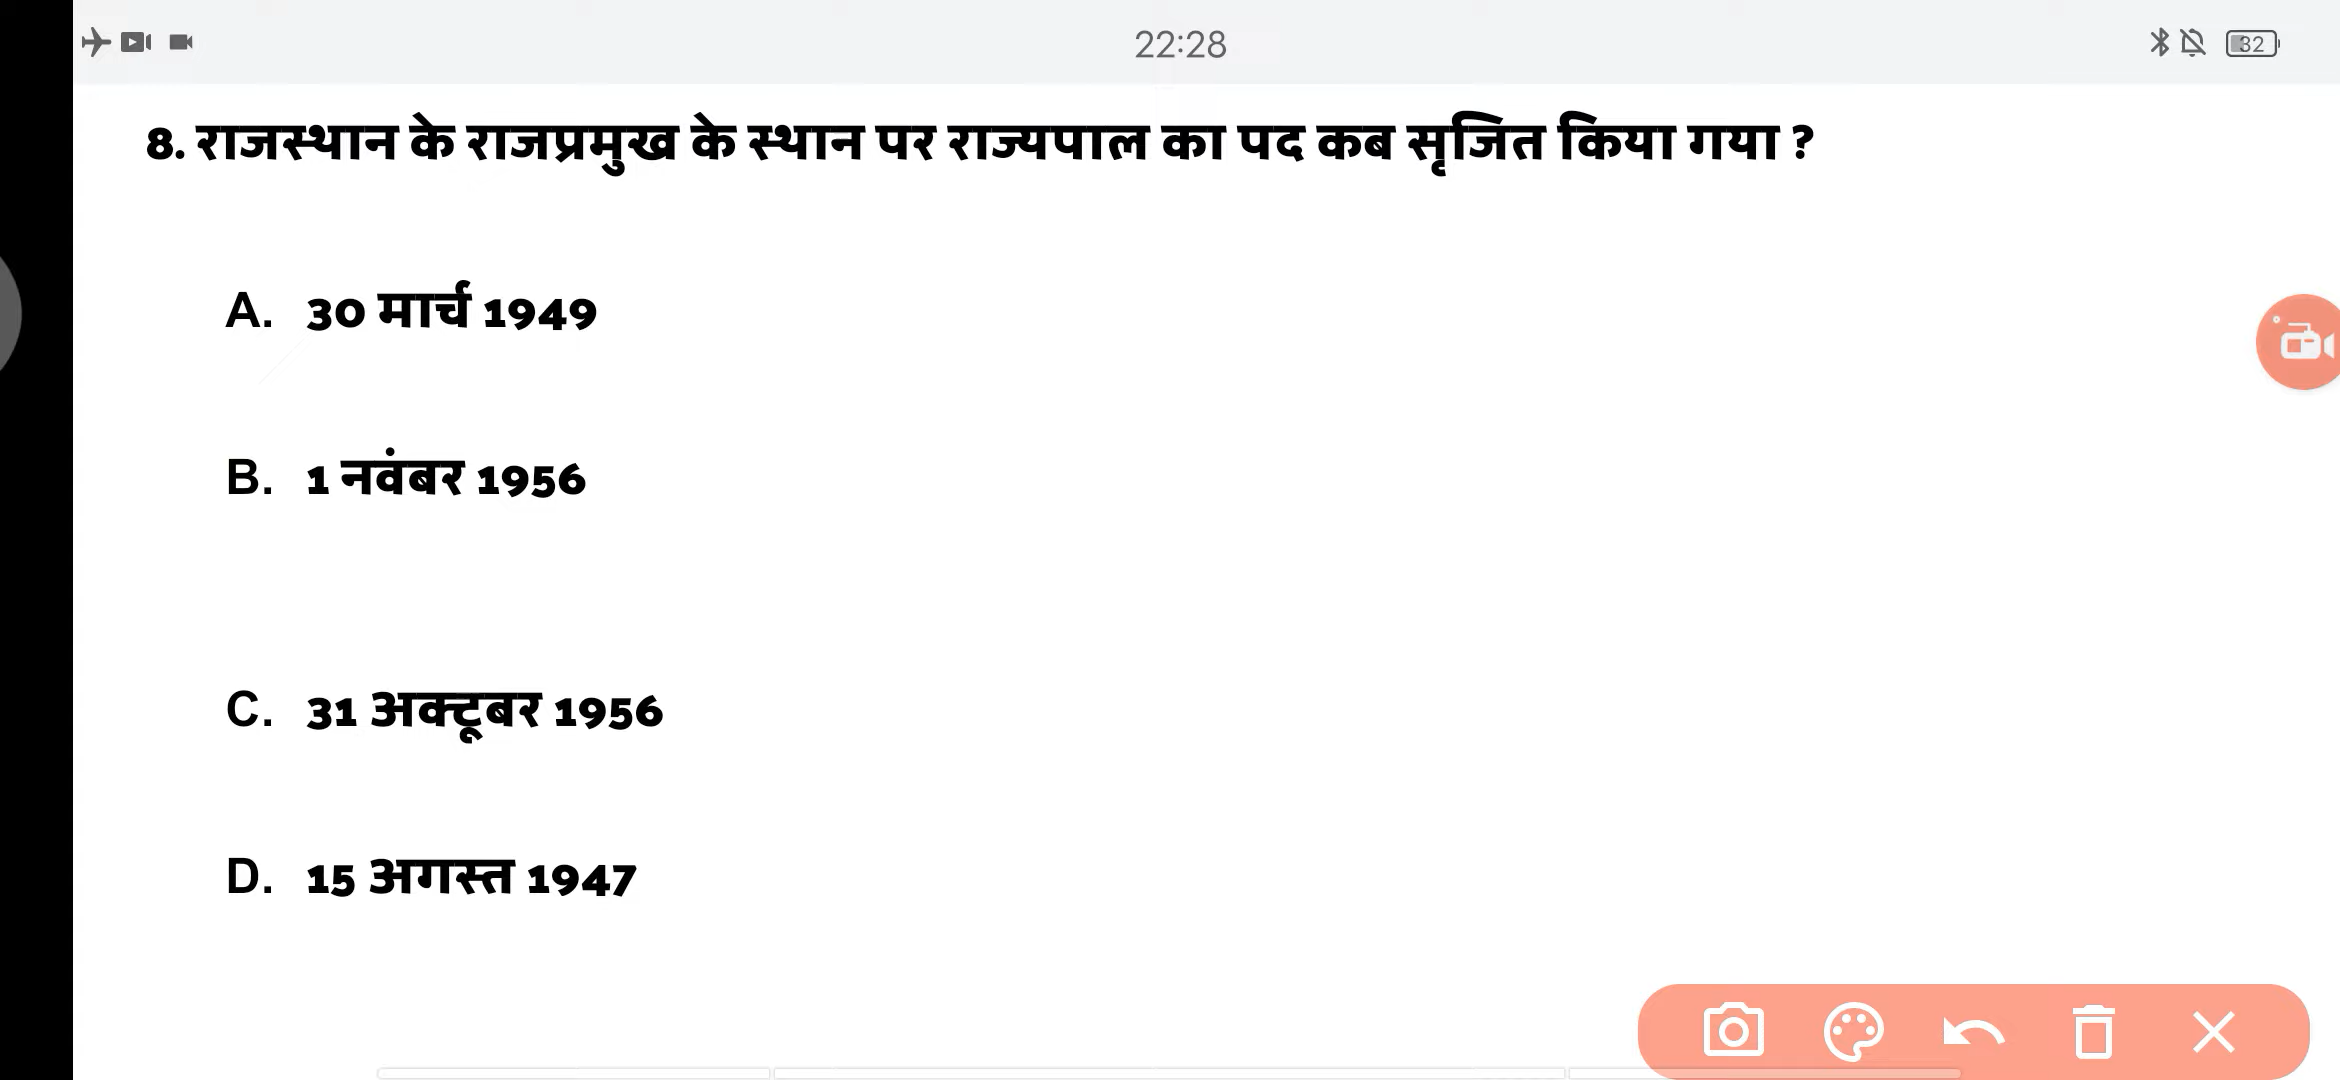 22:28
32
8. राजस्थान के राजप्रमुख के स्थान पर राज्यपाल का पद कब सृजित किया गया ?
A. 30 मार्च 1949
B. 1 नवंबर 1956
C. 31 अक्टूबर 1956
D. 15 अगस्त 1947